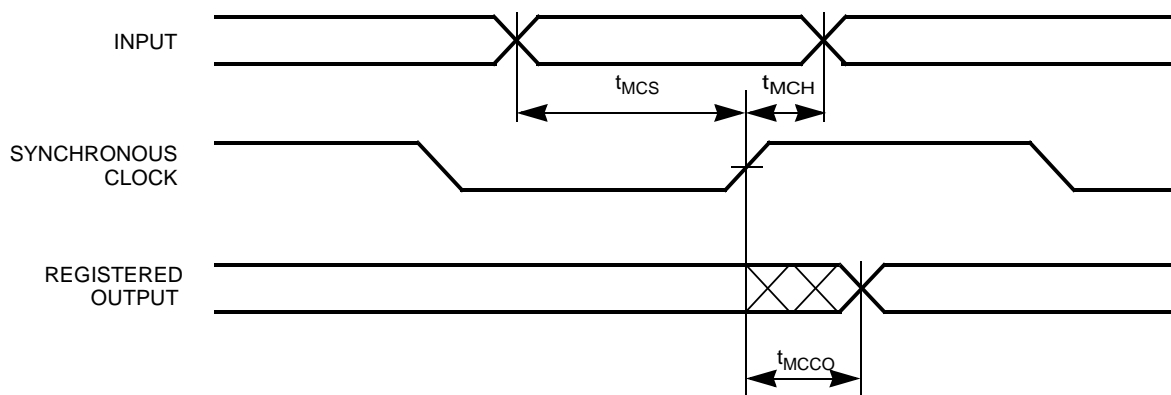 INPUT
tMCS
tMCH
SYNCHRONOUS
CLOCK
REGISTERED
OUTPUT
tMCCO